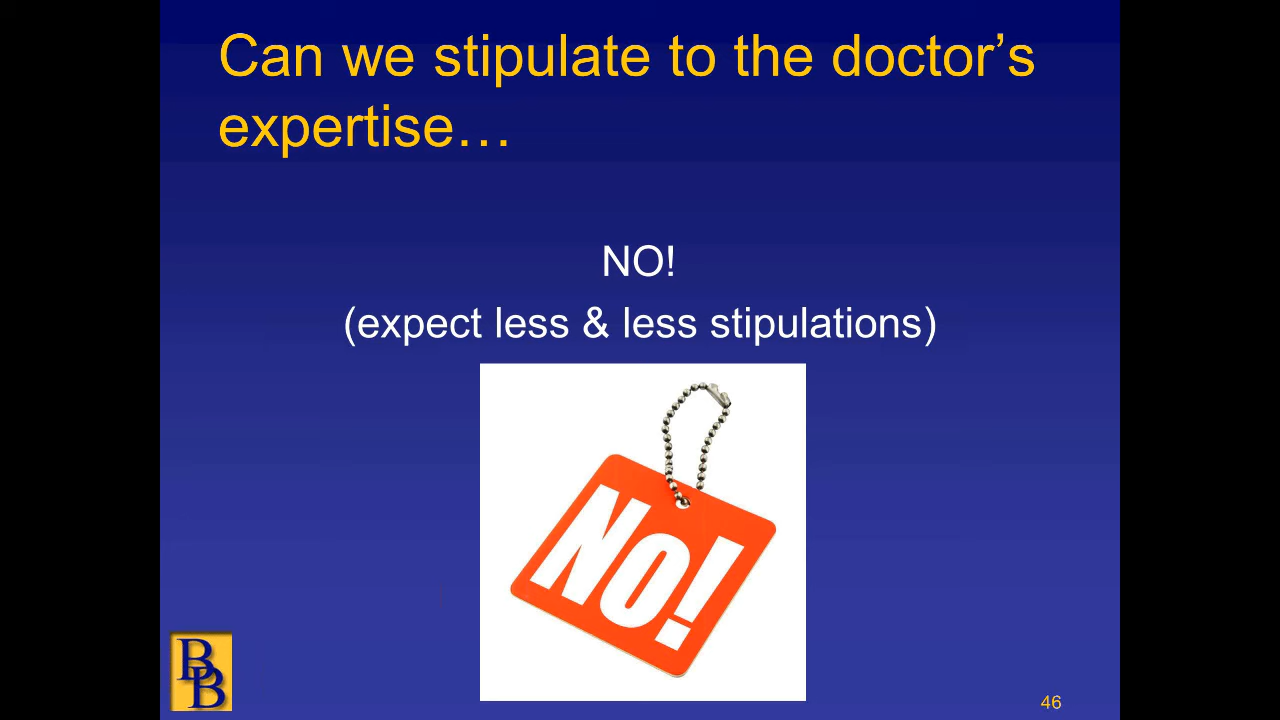 Can we stipulate to the doctor’s
expertise…
NO!
(expect less & less stipulations)
No!
BB
46